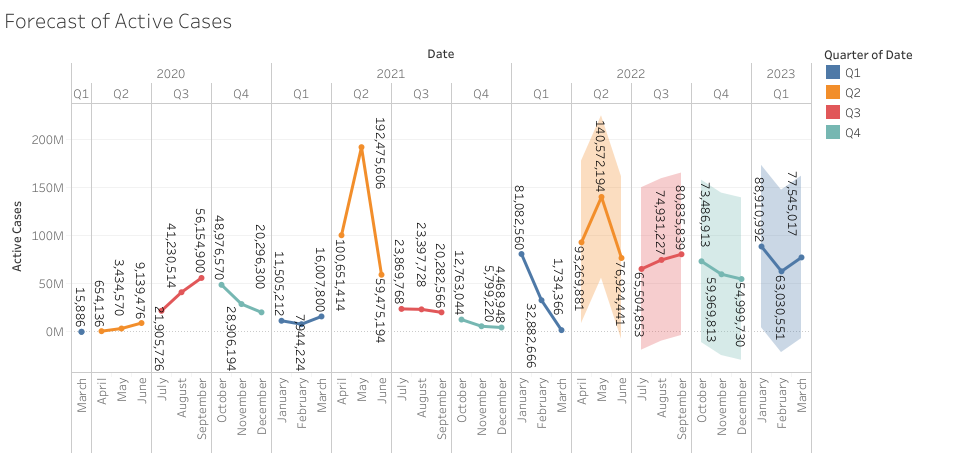 Forecast of Active Cases
Date
Quarter of Date
2020
2021
2022
2023
Q1
Q2
Q3
Q4
Q1
Q2
Q3
Q4
Q1
Q2
Q3
Q4
Q1
Q1
Q2
Q3
Q4
Active Cases
200M
150M
100M
50M
0M
15,886
654,136
3,434,570
9,139,476
21,905,726
41,230,514
56,154,900
48,976,570
28,906,194
20,296,300
11,505,212
7,944,224
16,007,800
100,651,414
192,475,606
59,475,194
23,869,768
23,397,728
20,282,566
12,763,044
5,799,220
4,468,948
81,082,560
32,882,666
1,734,366
93,269,881
140,572,194
76,924,441
65,504,853
74,931,227
80,835,839
73,486,913
59,969,813
54,999,730
88,910,992
63,030,551
77,545,017
March
April
May
June
July
August
September
October
November
December
January
February
March
April
May
June
July
August
September
October
November
December
January
February
March
April
May
June
July
August
September
October
November
December
January
February
March